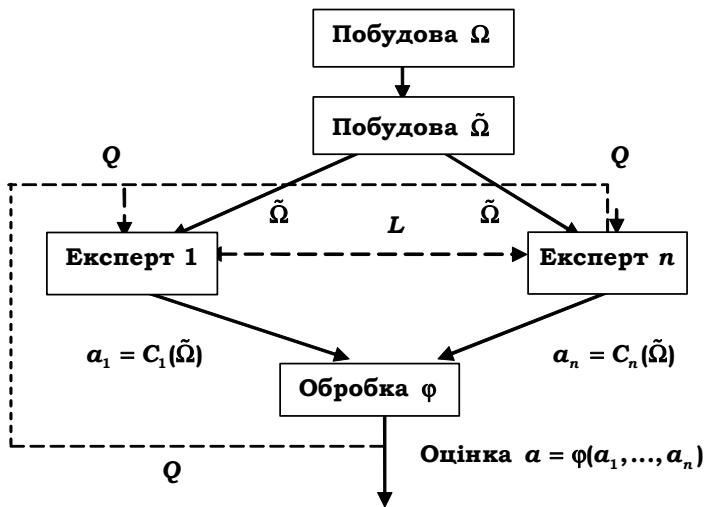 Побудова Ω
Побудова Ω̃
Q
Q
Ω̃
Ω̃
L
Експерт 1
Експерт n
a₁ = C₁(Ω̃)
aₙ = Cₙ(Ω̃)
Обробка φ
Оцінка a = φ(a₁,...,aₙ)
Q